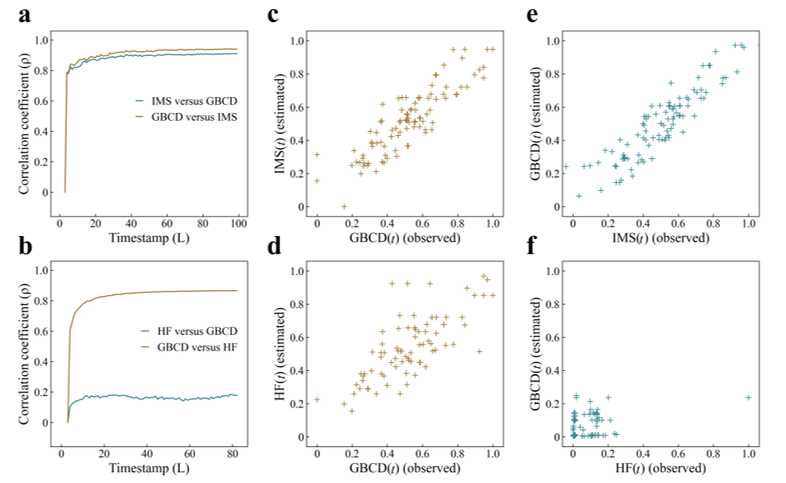 a
Correlation coefficient (ρ)
1.0
0.8
0.6
0.4
0.2
0
IMS versus GBCD
GBCD versus IMS
0 20 40 60 80 100
Timestamp (L)
c
IMS(t) (estimated)
1.0
0.8
0.6
0.4
0.2
0
0 0.2 0.4 0.6 0.8 1.0
GBCD(t) (observed)
e
GBCD(t) (estimated)
1.0
0.8
0.6
0.4
0.2
0
0 0.2 0.4 0.6 0.8 1.0
IMS(t) (observed)
b
Correlation coefficient (ρ)
1.0
0.8
0.6
0.4
0.2
0
HF versus GBCD
GBCD versus HF
0 20 40 60 80
Timestamp (L)
d
HF(t) (estimated)
1.0
0.8
0.6
0.4
0.2
0
0 0.2 0.4 0.6 0.8 1.0
GBCD(t) (observed)
f
GBCD(t) (estimated)
1.0
0.8
0.6
0.4
0.2
0
0 0.2 0.4 0.6 0.8 1.0
HF(t) (observed)